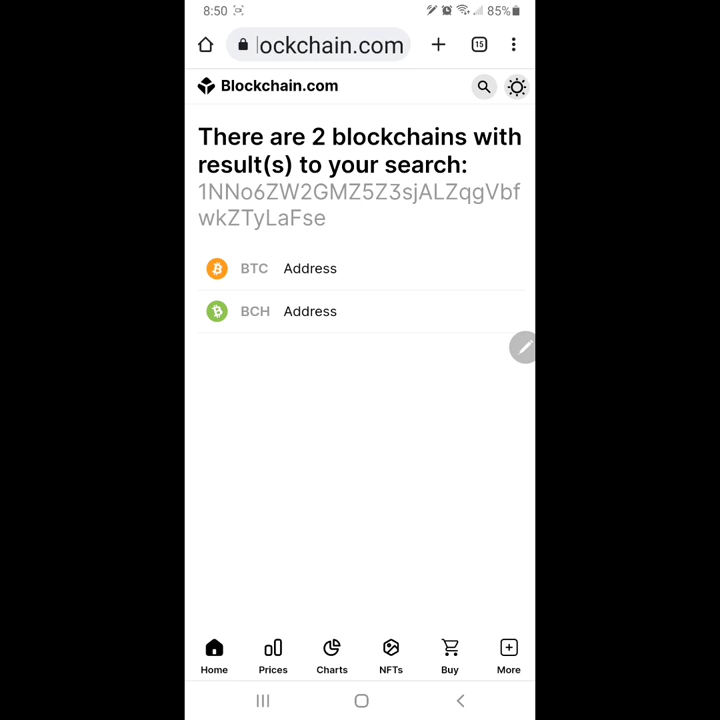 8:50 85%
lockchain.com 15
Blockchain.com
There are 2 blockchains with
result(s) to your search:
1NNo6ZW2GMZ5Z3sjALZqgVbf
wkZTyLaFse
BTC Address
BCH Address
Home Prices Charts NFTs Buy More